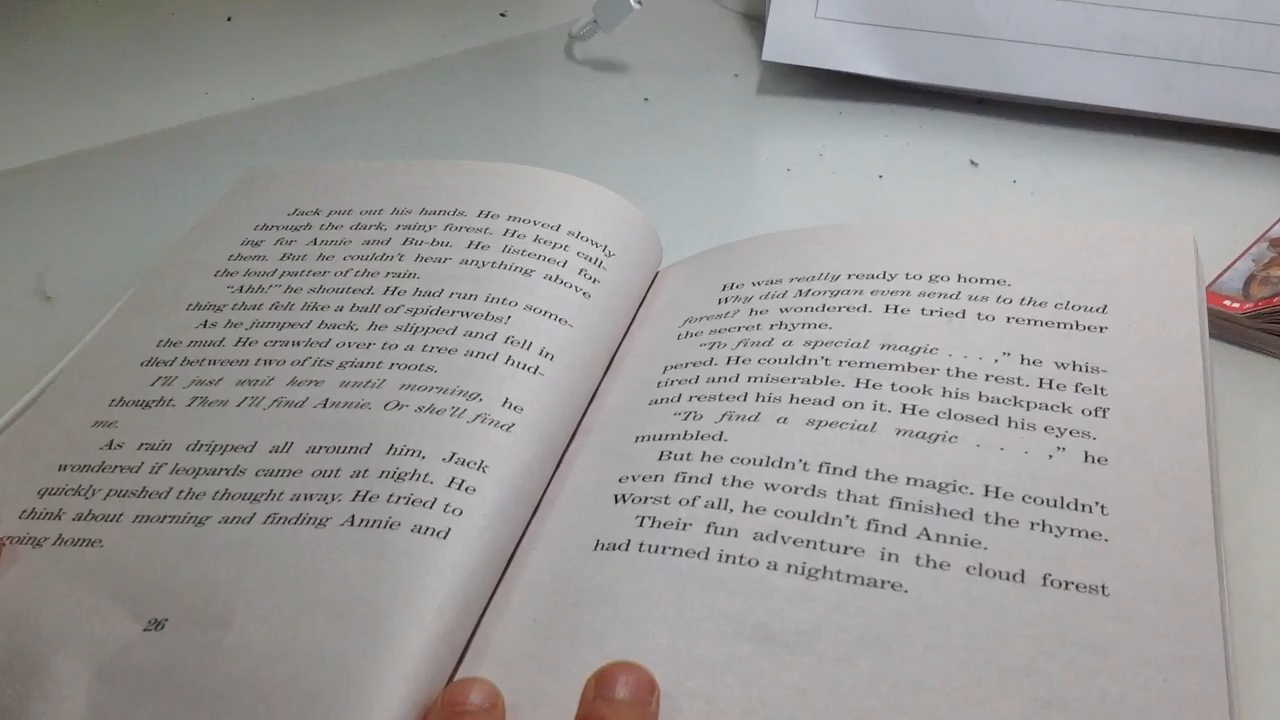 Jack put out his hands. He moved slowly
through the dark, rainy forest. He kept call-
ing for Annie and Bu-bu. He listened for
them. But he couldn't hear anything above
the loud patter of the rain.
"Ahh!" he shouted. He had run into some-
thing that felt like a ball of spiderwebs!
As he jumped back, he slipped and fell in
the mud. He crawled over to a tree and hud-
dled between two of its giant roots.
I'll just wait here until morning, he
thought. Then I'll find Annie. Or she'll find
me.
As rain dripped all around him, Jack
wondered if leopards came out at night. He
quickly pushed the thought away. He tried to
think about morning and finding Annie and
going home.
26
He was really ready to go home.
Why did Morgan even send us to the cloud
forest? he wondered. He tried to remember
the secret rhyme.
"To find a special magic . . . ," he whis-
pered. He couldn't remember the rest. He felt
tired and miserable. He took his backpack off
and rested his head on it. He closed his eyes.
"To find a special magic . . . ," he
mumbled.
But he couldn't find the magic. He couldn't
even find the words that finished the rhyme.
Worst of all, he couldn't find Annie.
Their fun adventure in the cloud forest
had turned into a nightmare.